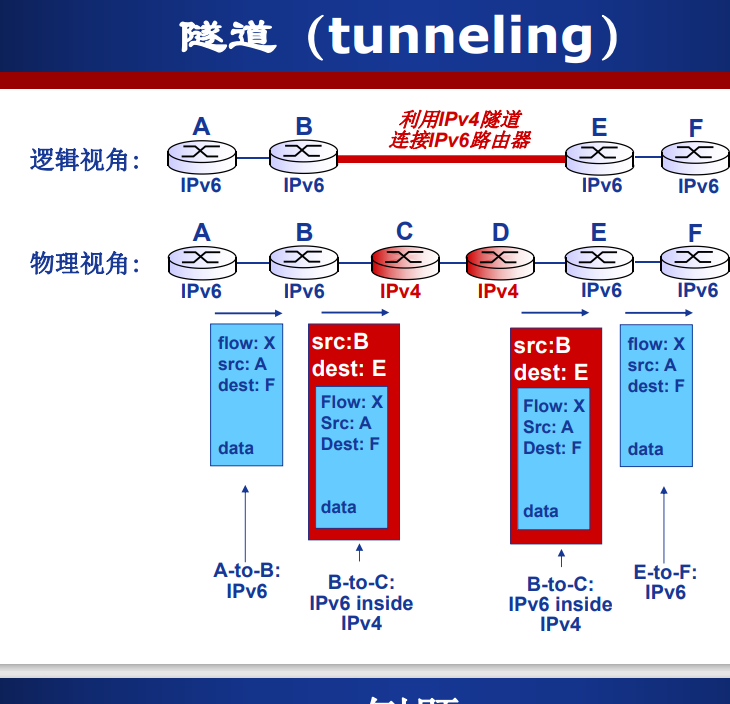 隧道（tunneling）
利用IPv4隧道
连接IPv6路由器
A B E F
逻辑视角:
IPv6 IPv6 IPv6 IPv6
A B C D E F
物理视角:
IPv6 IPv6 IPv4 IPv4 IPv6 IPv6
flow: X
src: A
dest: F
data
src:B
dest: E
Flow: X
Src: A
Dest: F
data
src:B
dest: E
Flow: X
Src: A
Dest: F
data
flow: X
src: A
dest: F
data
A-to-B:
IPv6
B-to-C:
IPv6 inside
IPv4
B-to-C:
IPv6 inside
IPv4
E-to-F:
IPv6